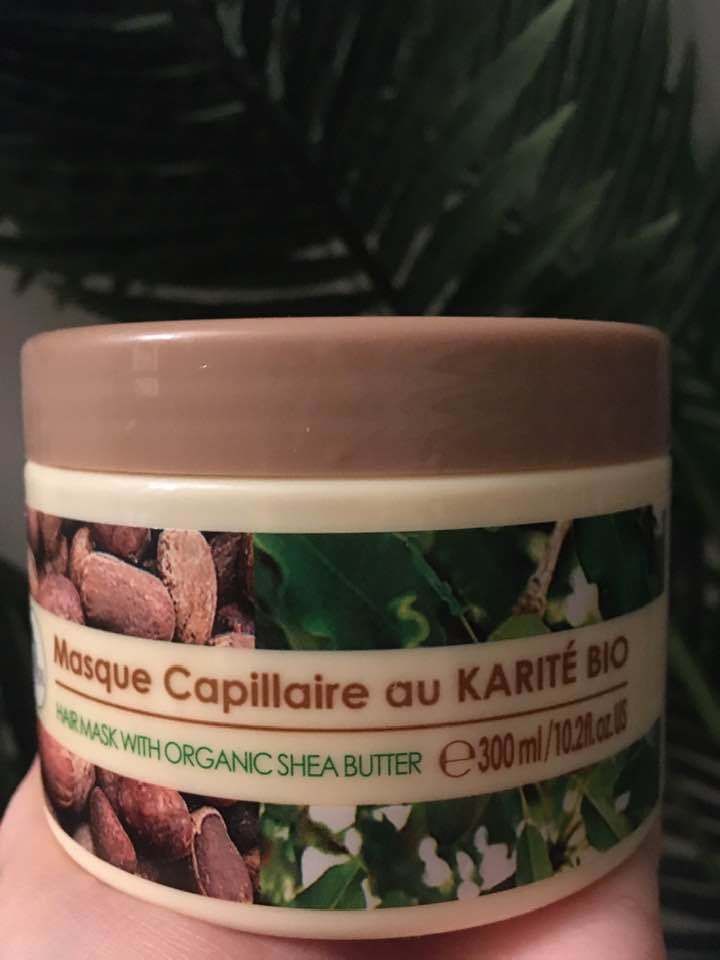 Masque Capillaire au KARITÉ BIO
HAIR MASK WITH ORGANIC SHEA BUTTER ℮ 300 ml / 10.2fl.oz.US